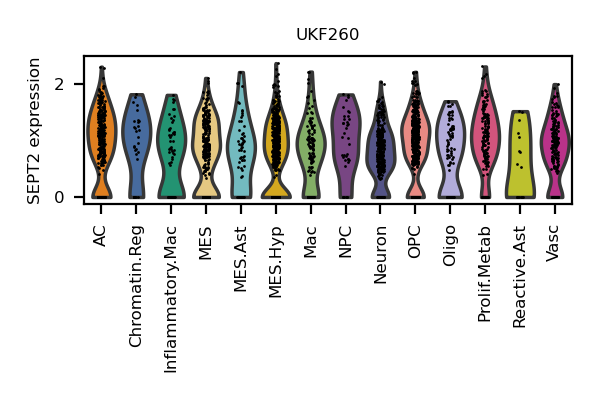 UKF260
SEPT2 expression
2
0
AC
Chromatin.Reg
Inflammatory.Mac
MES
MES.Ast
MES.Hyp
Mac
NPC
Neuron
OPC
Oligo
Prolif.Metab
Reactive.Ast
Vasc